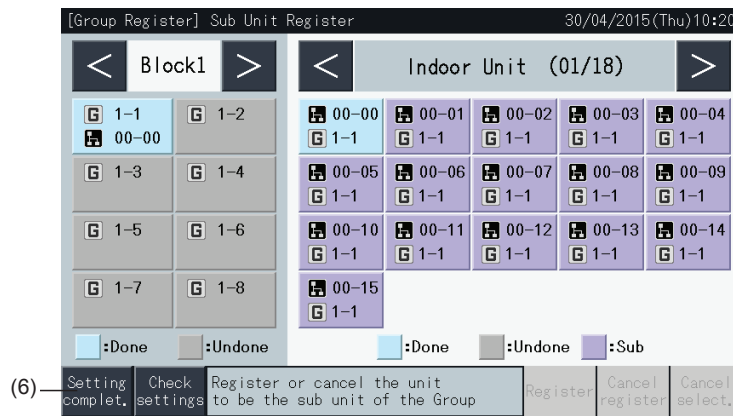 [Group Register] Sub Unit Register 30/04/2015(Thu)10:20
< Block1 > < Indoor Unit (01/18) >
G 1-1 G 1-2 00-00 00-01 00-02 00-03 00-04
00-00 G 1-1 G 1-1 G 1-1 G 1-1 G 1-1
G 1-3 G 1-4 00-05 00-06 00-07 00-08 00-09
G 1-1 G 1-1 G 1-1 G 1-1 G 1-1
G 1-5 G 1-6 00-10 00-11 00-12 00-13 00-14
G 1-1 G 1-1 G 1-1 G 1-1 G 1-1
G 1-7 G 1-8 00-15
G 1-1
:Done :Undone :Done :Undone :Sub
(6) Setting Check Register or cancel the unit Register Cancel Cancel
complet. settings to be the sub unit of the Group register select.